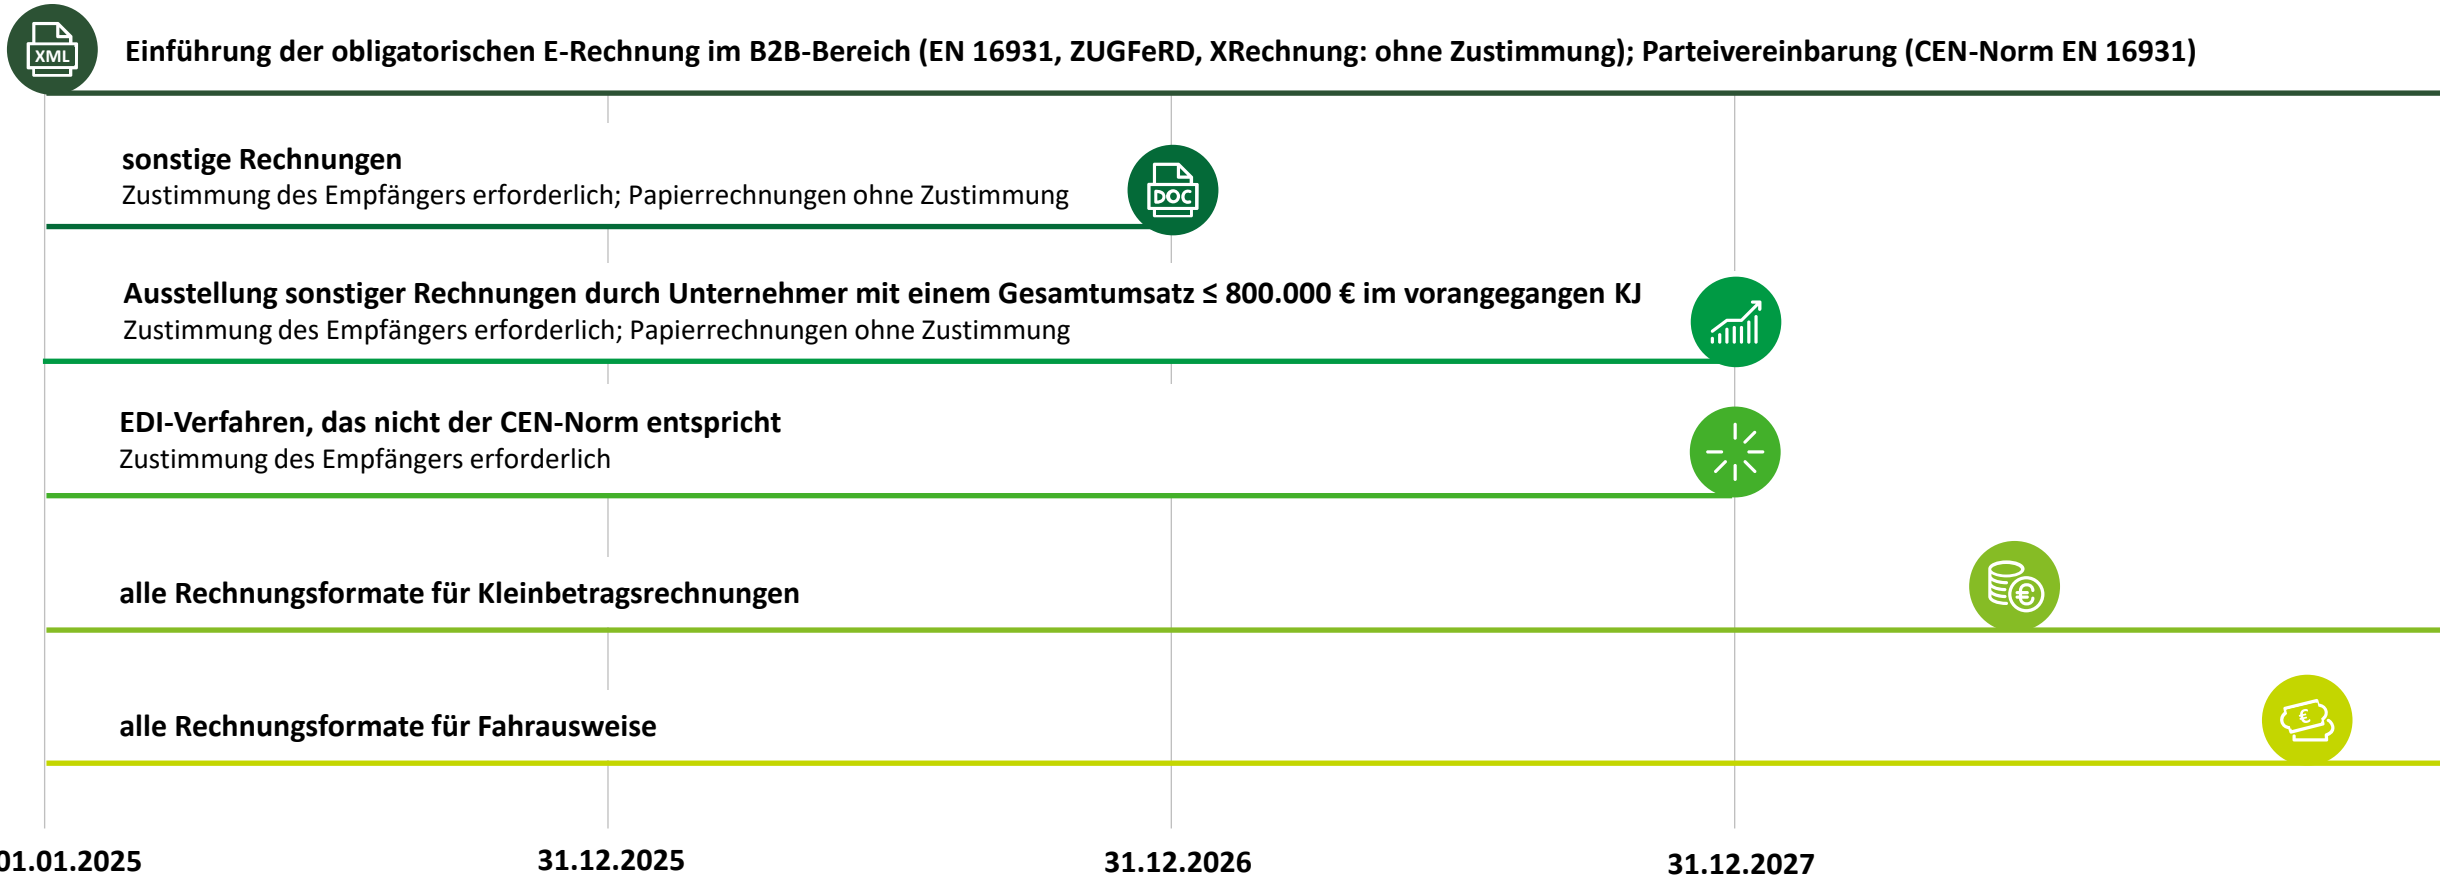 XML
Einführung der obligatorischen E-Rechnung im B2B-Bereich (EN 16931, ZUGFeRD, XRechnung: ohne Zustimmung); Parteivereinbarung (CEN-Norm EN 16931)
sonstige Rechnungen
Zustimmung des Empfängers erforderlich; Papierrechnungen ohne Zustimmung
DOC
Ausstellung sonstiger Rechnungen durch Unternehmer mit einem Gesamtumsatz ≤ 800.000 € im vorangegangen KJ
Zustimmung des Empfängers erforderlich; Papierrechnungen ohne Zustimmung
EDI-Verfahren, das nicht der CEN-Norm entspricht
Zustimmung des Empfängers erforderlich
alle Rechnungsformate für Kleinbetragsrechnungen
€
alle Rechnungsformate für Fahrausweise
€
01.01.2025
31.12.2025
31.12.2026
31.12.2027